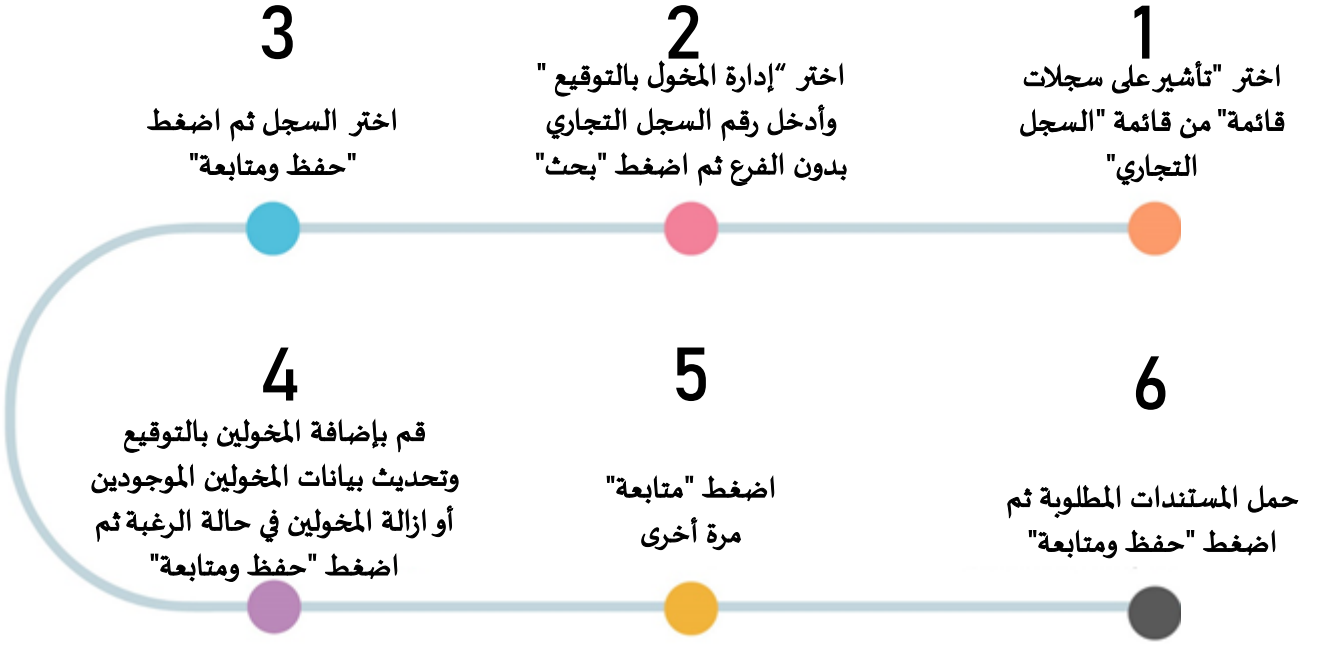 1
اختر "تأشير على سجلات
قائمة" من قائمة "السجل
التجاري"
2
اختر “إدارة المخول بالتوقيع "
وأدخل رقم السجل التجاري
بدون الفرع ثم اضغط "بحث"
3
اختر السجل ثم اضغط
"حفظ ومتابعة"
4
قم بإضافة المخولين بالتوقيع
وتحديث بيانات المخولين الموجودين
أو ازالة المخولين في حالة الرغبة ثم
اضغط "حفظ ومتابعة"
5
اضغط "متابعة"
مرة أخرى
6
حمل المستندات المطلوبة ثم
اضغط "حفظ ومتابعة"